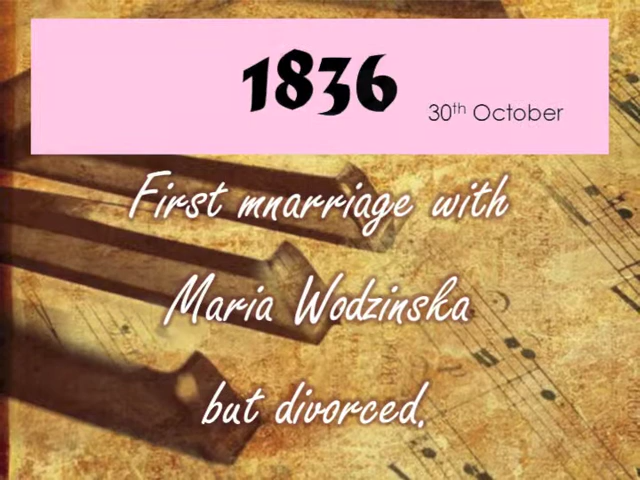 1836
30th October
First mnarriage with
Maria Wodzinska
but divorced.